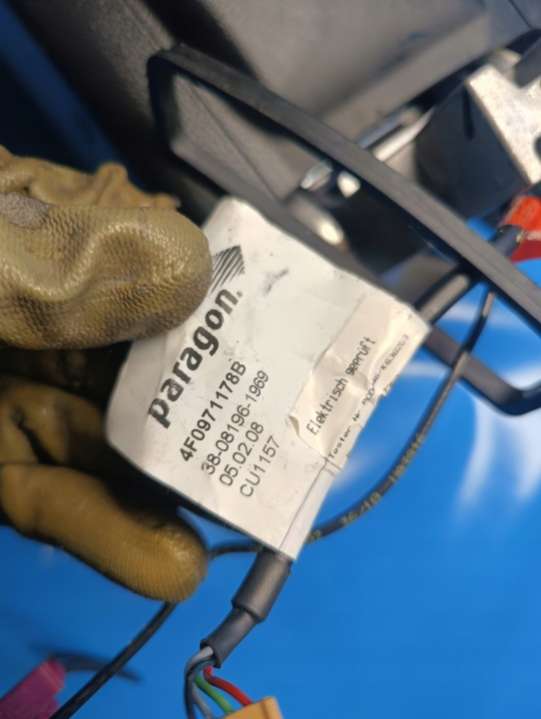 paragon
4F0971178B
38-08196-1969
05.02.08
CU1157
Elektrisch geprüft